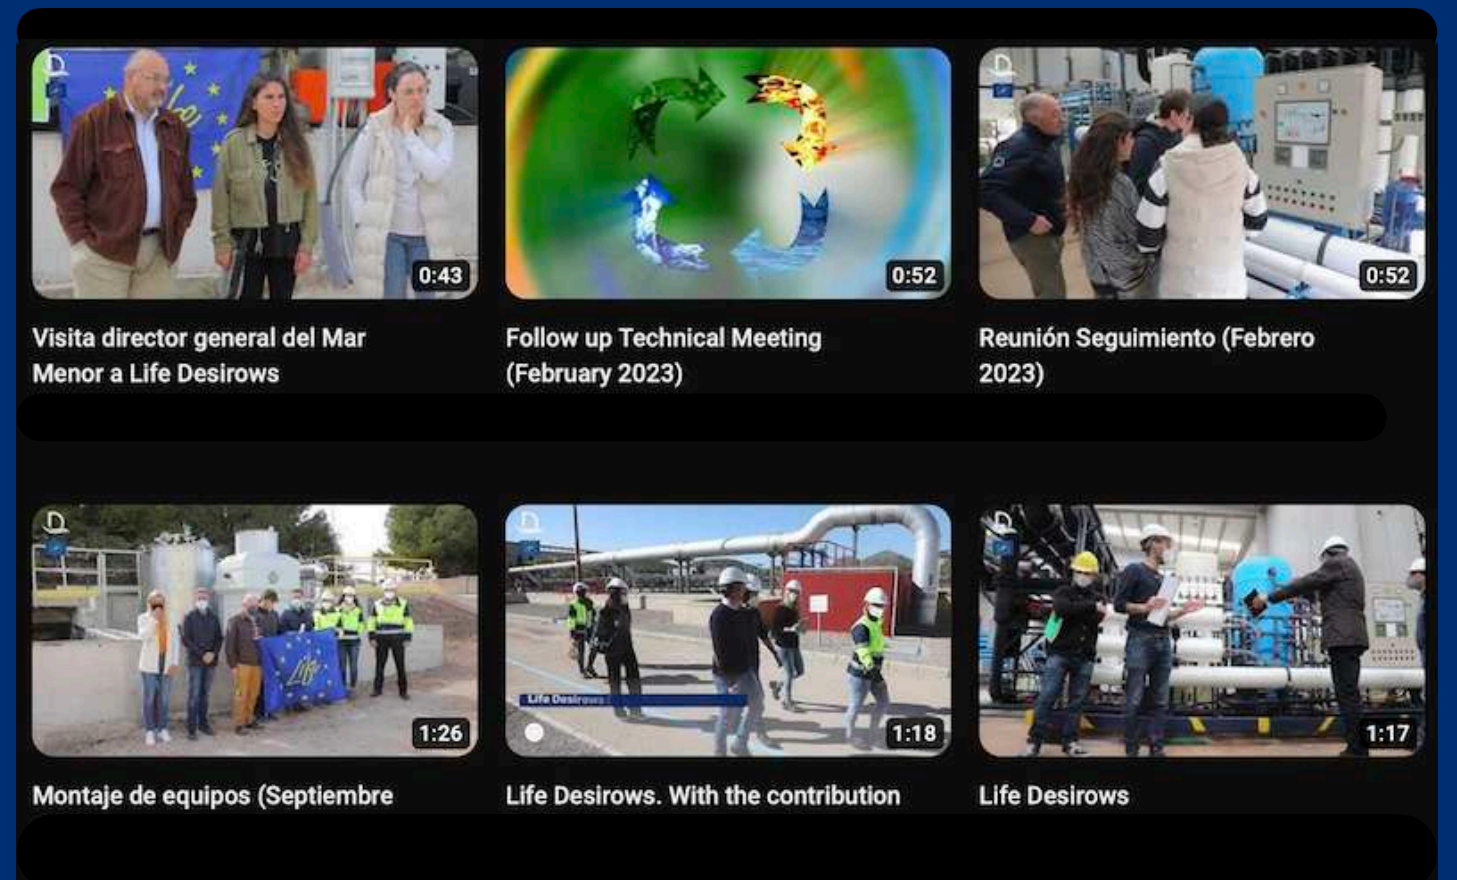 0:43
0:52
0:52
Visita director general del Mar
Menor a Life Desirows
Follow up Technical Meeting
(February 2023)
Reunión Seguimiento (Febrero
2023)
Life
1:26
Life Desirows
1:18
1:17
Montaje de equipos (Septiembre
Life Desirows. With the contribution
Life Desirows